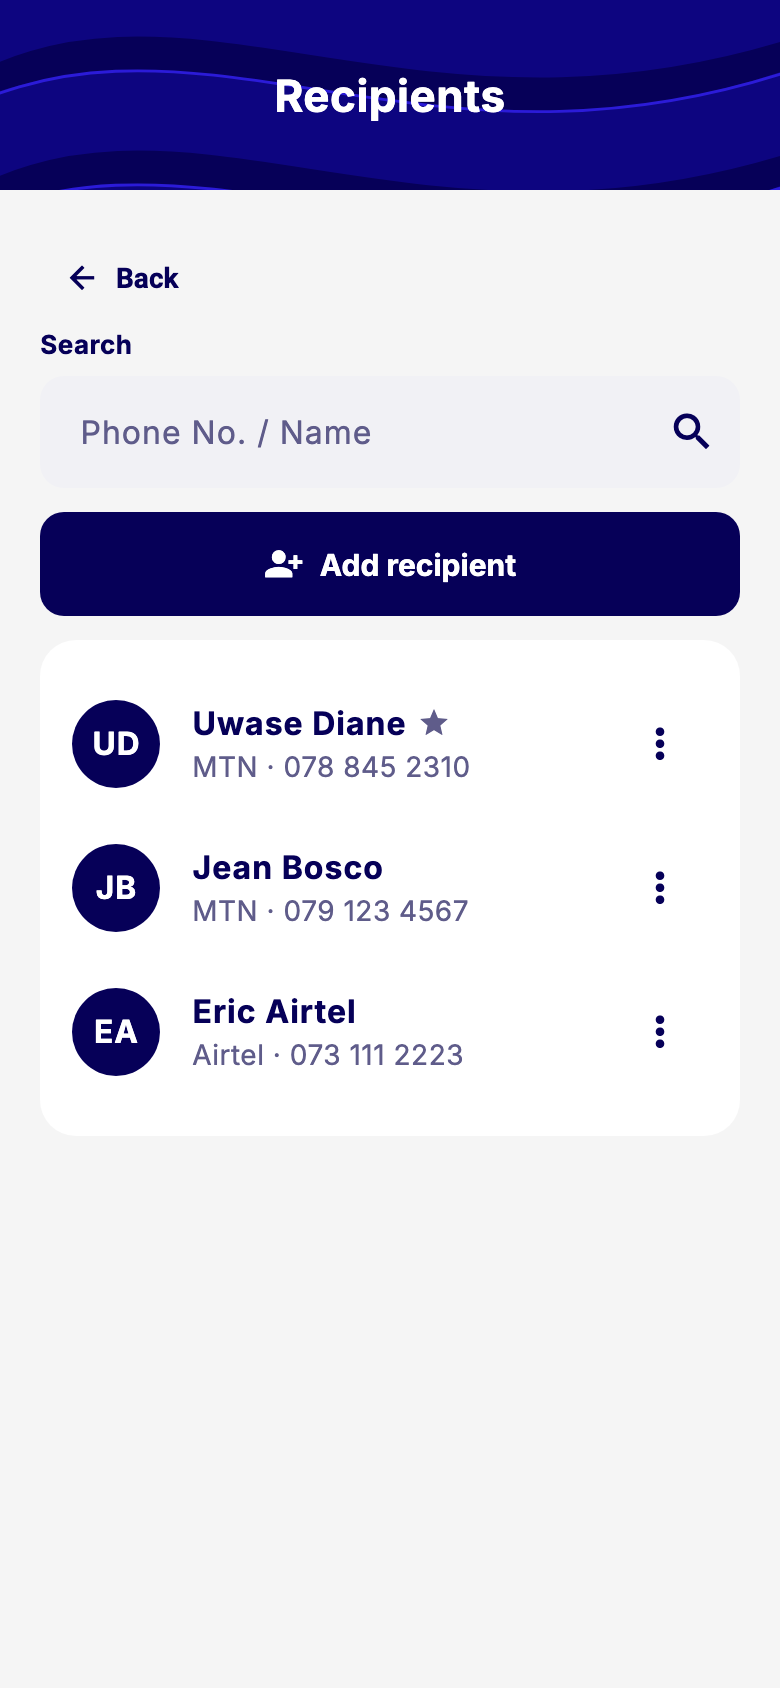 Recipients
Back
Search
Phone No. / Name
Add recipient
UD
Uwase Diane
MTN · 078 845 2310
JB
Jean Bosco
MTN · 079 123 4567
EA
Eric Airtel
Airtel · 073 111 2223